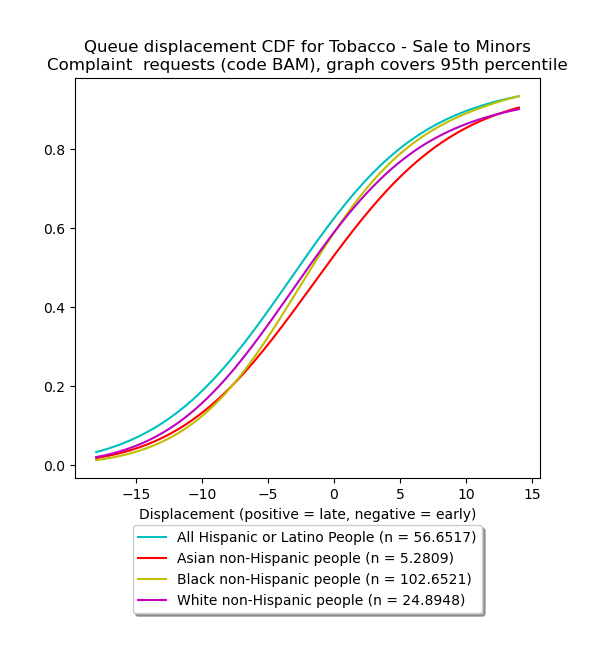 Queue displacement CDF for Tobacco - Sale to Minors
Complaint  requests (code BAM), graph covers 95th percentile
0.8
0.6
0.4
0.2
0.0
−15 −10 −5 0 5 10 15
Displacement (positive = late, negative = early)
All Hispanic or Latino People (n = 56.6517)
Asian non-Hispanic people (n = 5.2809)
Black non-Hispanic people (n = 102.6521)
White non-Hispanic people (n = 24.8948)